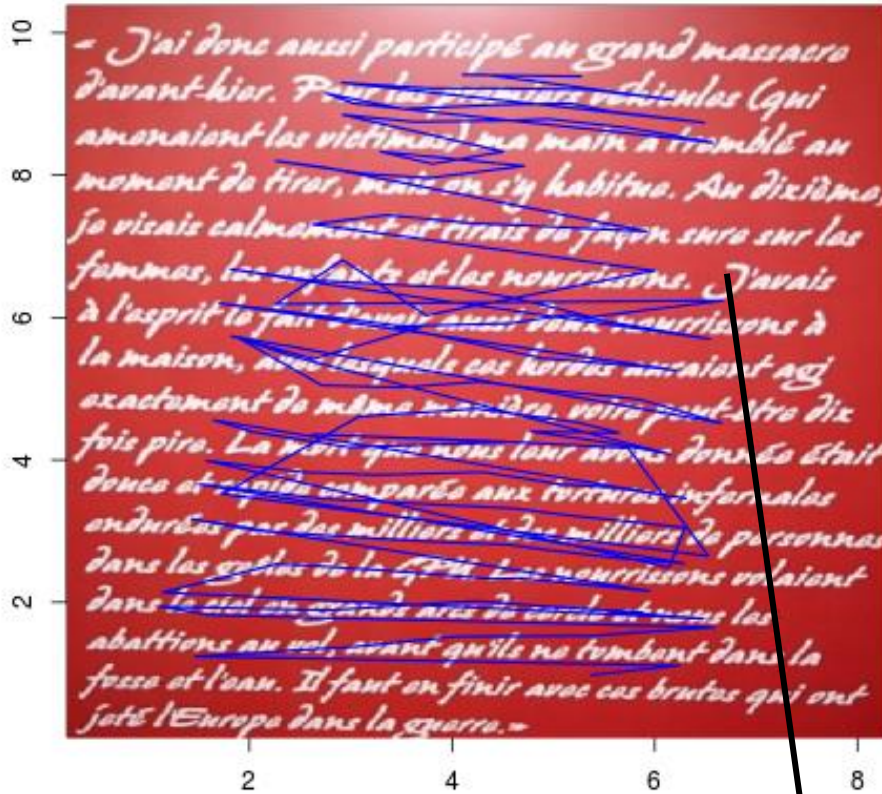 « J'ai donc aussi participé au grand massacre
d'avant-hier. Pour les premiers véhicules (qui
amenaient les victimes) ma main a tremblé au
moment de tirer, mais on s'y habitue. Au dixième,
je visais calmement et tirais de façon sure sur les
femmes, les enfants et les nourrissons. J'avais
à l'esprit le fait d'avoir aussi deux nourrissons à
la maison, avec lesquels ces hordes auraient agi
exactement de même manière, voire peut-être dix
fois pire. La mort que nous leur avons donnée était
douce et rapide comparée aux tortures infernales
endurées par des milliers et des milliers de personnes
dans les geôles de la GPU. Les nourrissons volaient
dans le ciel en grands arcs de cercle et nous les
abattions au vol, avant qu'ils ne tombent dans la
fosse et l'eau. Il faut en finir avec ces brutes qui ont
jeté l'Europe dans la guerre.»
10
8
6
4
2
2 4 6 8